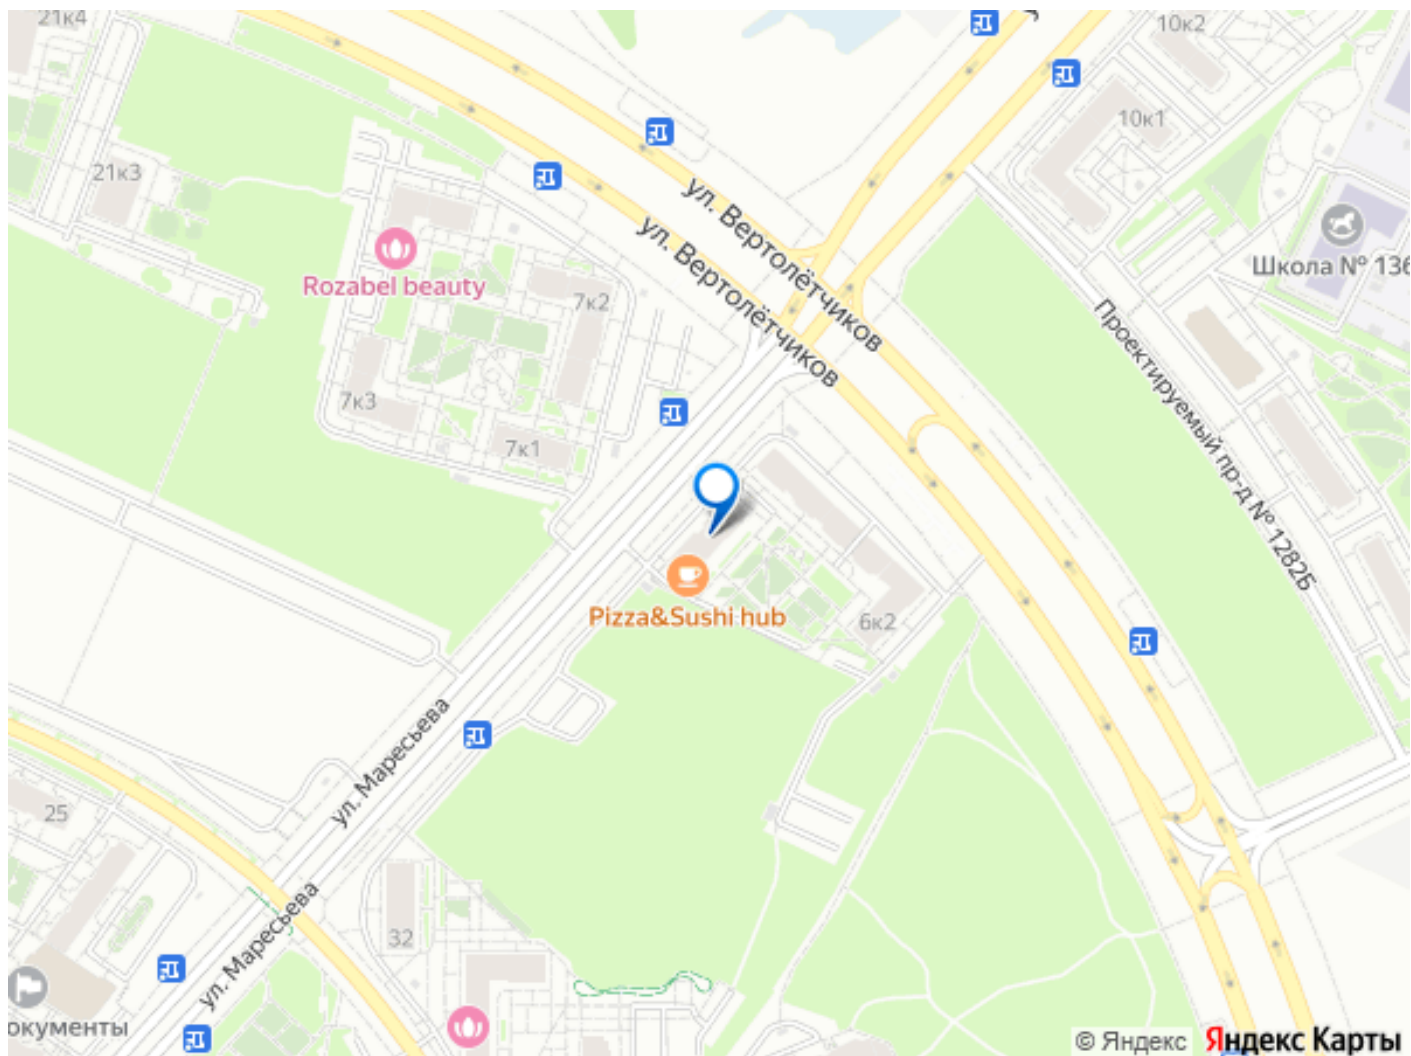 21к4
10к2
10к1
21к3
ул. Вертолётчиков
ул. Вертолётчиков
Школа № 136
Rozabel beauty
7к2
Проектируемый пр-д № 1282Б
7к3
7к1
Pizza&Sushi hub
6к2
ул. Маресьева
25
ул. Маресьева
32
окументы
© Яндекс
Яндекс Карты